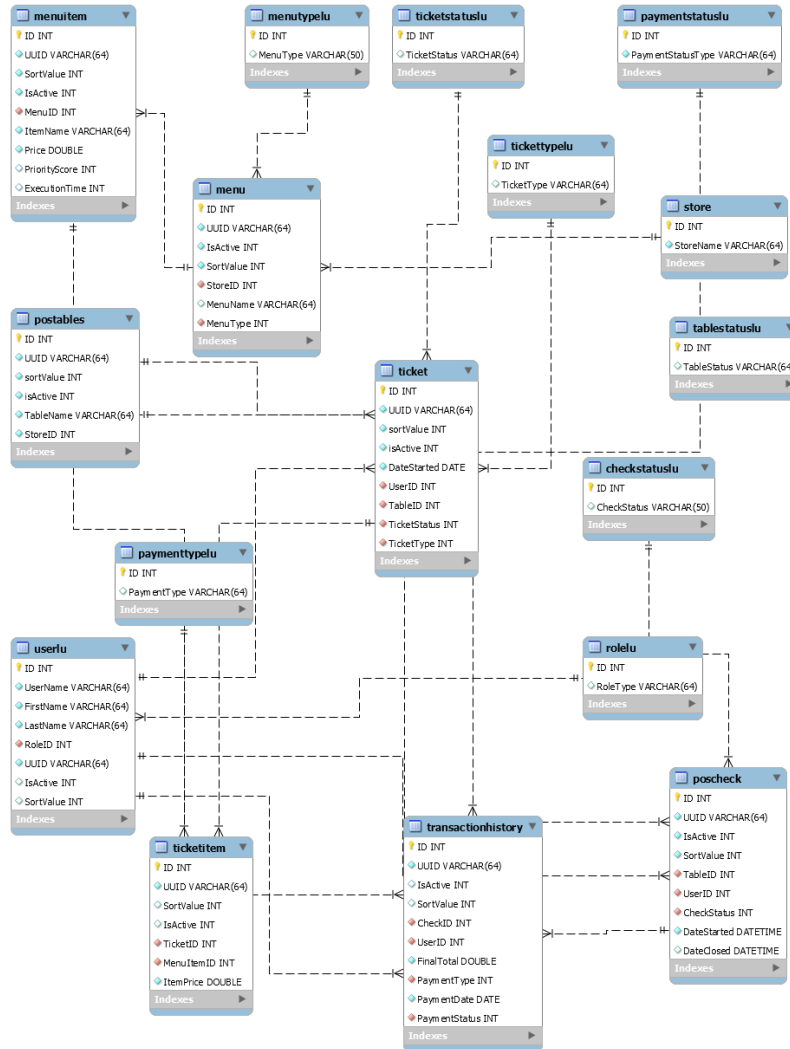 menuitem
ID INT
UUID VARCHAR(64)
SortValue INT
IsActive INT
MenuID INT
ItemName VARCHAR(64)
Price DOUBLE
PriorityScore INT
ExecutionTime INT
Indexes
menutypelu
ID INT
MenuType VARCHAR(50)
Indexes
ticketstatuslu
ID INT
TicketStatus VARCHAR(64)
Indexes
paymentstatuslu
ID INT
PaymentStatusType VARCHAR(64)
Indexes
tickettypelu
ID INT
TicketType VARCHAR(64)
Indexes
menu
ID INT
UUID VARCHAR(64)
IsActive INT
SortValue INT
StoreID INT
MenuName VARCHAR(64)
MenuType INT
Indexes
store
ID INT
StoreName VARCHAR(64)
Indexes
postables
ID INT
UUID VARCHAR(64)
sortValue INT
isActive INT
TableName VARCHAR(64)
StoreID INT
Indexes
tablestatuslu
ID INT
TableStatus VARCHAR(64
Indexes
ticket
ID INT
UUID VARCHAR(64)
sortValue INT
isActive INT
DateStarted DATE
UserID INT
TableID INT
TicketStatus INT
TicketType INT
Indexes
checkstatuslu
ID INT
CheckStatus VARCHAR(50)
Indexes
paymenttypelu
ID INT
PaymentType VARCHAR(64)
Indexes
userlu
ID INT
UserName VARCHAR(64)
FirstName VARCHAR(64)
LastName VARCHAR(64)
RoleID INT
UUID VARCHAR(64)
IsActive INT
SortValue INT
Indexes
rolelu
ID INT
RoleType VARCHAR(64)
Indexes
poscheck
ID INT
UUID VARCHAR(64)
IsActive INT
SortValue INT
TableID INT
UserID INT
CheckStatus INT
DateStarted DATETIME
DateClosed DATETIME
Indexes
ticketitem
ID INT
UUID VARCHAR(64)
SortValue INT
IsActive INT
TicketID INT
MenuItemID INT
ItemPrice DOUBLE
Indexes
transactionhistory
ID INT
UUID VARCHAR(64)
IsActive INT
SortValue INT
CheckID INT
UserID INT
FinalTotal DOUBLE
PaymentType INT
PaymentDate DATE
PaymentStatus INT
Indexes